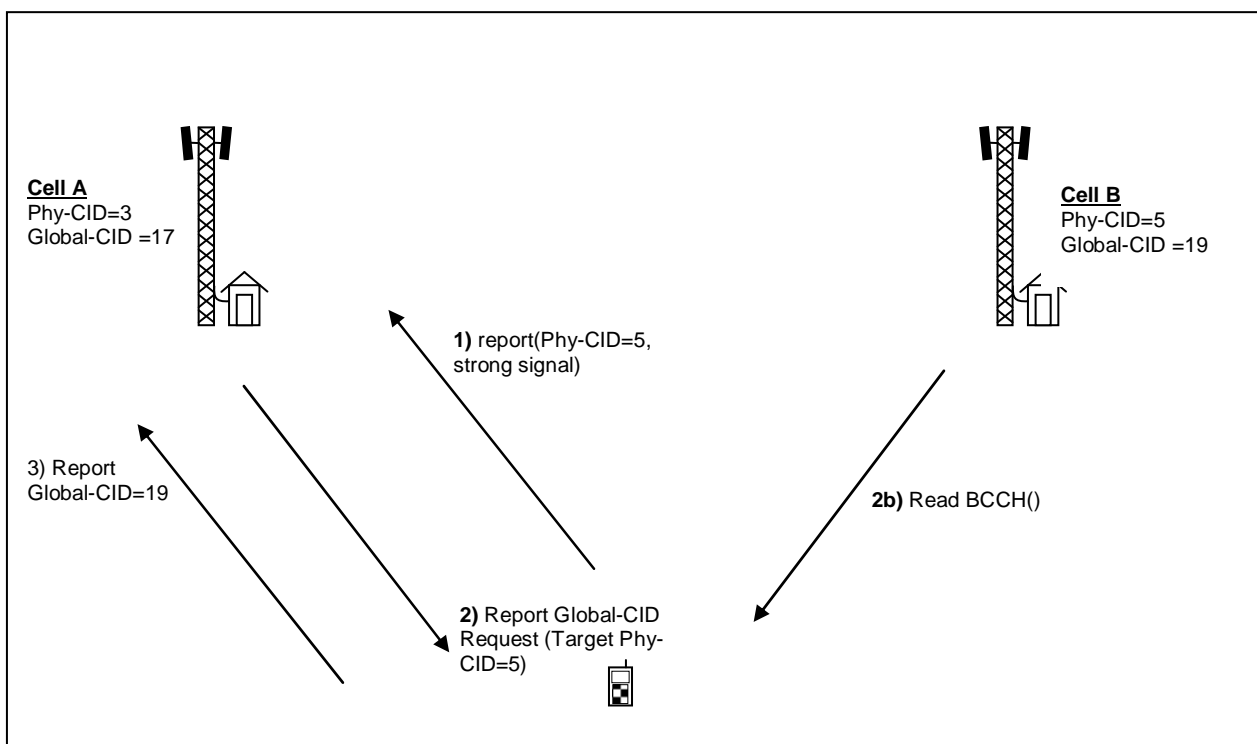 Cell A
Phy-CID=3
Global-CID =17
Cell B
Phy-CID=5
Global-CID =19
1) report(Phy-CID=5,
strong signal)
3) Report
Global-CID=19
2b) Read BCCH()
2) Report Global-CID
Request (Target Phy-
CID=5)